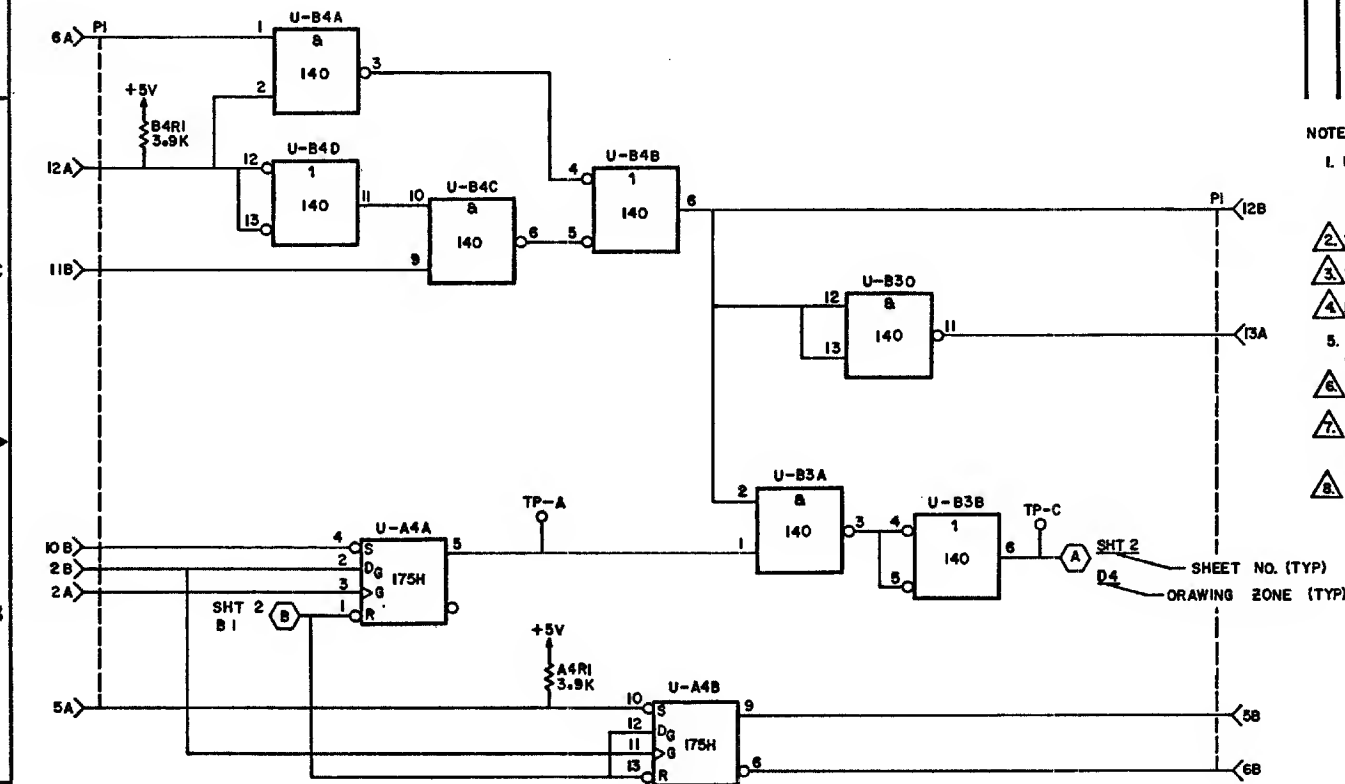 U-B4A
6A P1 1 & 3
140
2
+5V
B4R1
3.9K
U-B4D
12A 12 1 11
140
13
U-B4C
10 & 6
140
11B 9
U-B4B
4 1 6
140
5
P1 12B
U-B3D
12 & 11
140
13
13A
U-B3A
2 & 3
140
1
U-B3B
4 1 6
140
5
TP-A
TP-C
A SHT 2
SHEET NO. (TYP)
D4
DRAWING ZONE (TYP)
U-A4A
10B 4 S 5
2B 2 DG 175H
2A 3 G
SHT 2
B1
B 1 R
+5V
A4R1
3.9K
U-A4B
5A 10 S 9 5B
12 DG 175H
11 G
13 R 6 6B
NOTE
1. U
2.
3.
4.
5.
6.
7.
8.